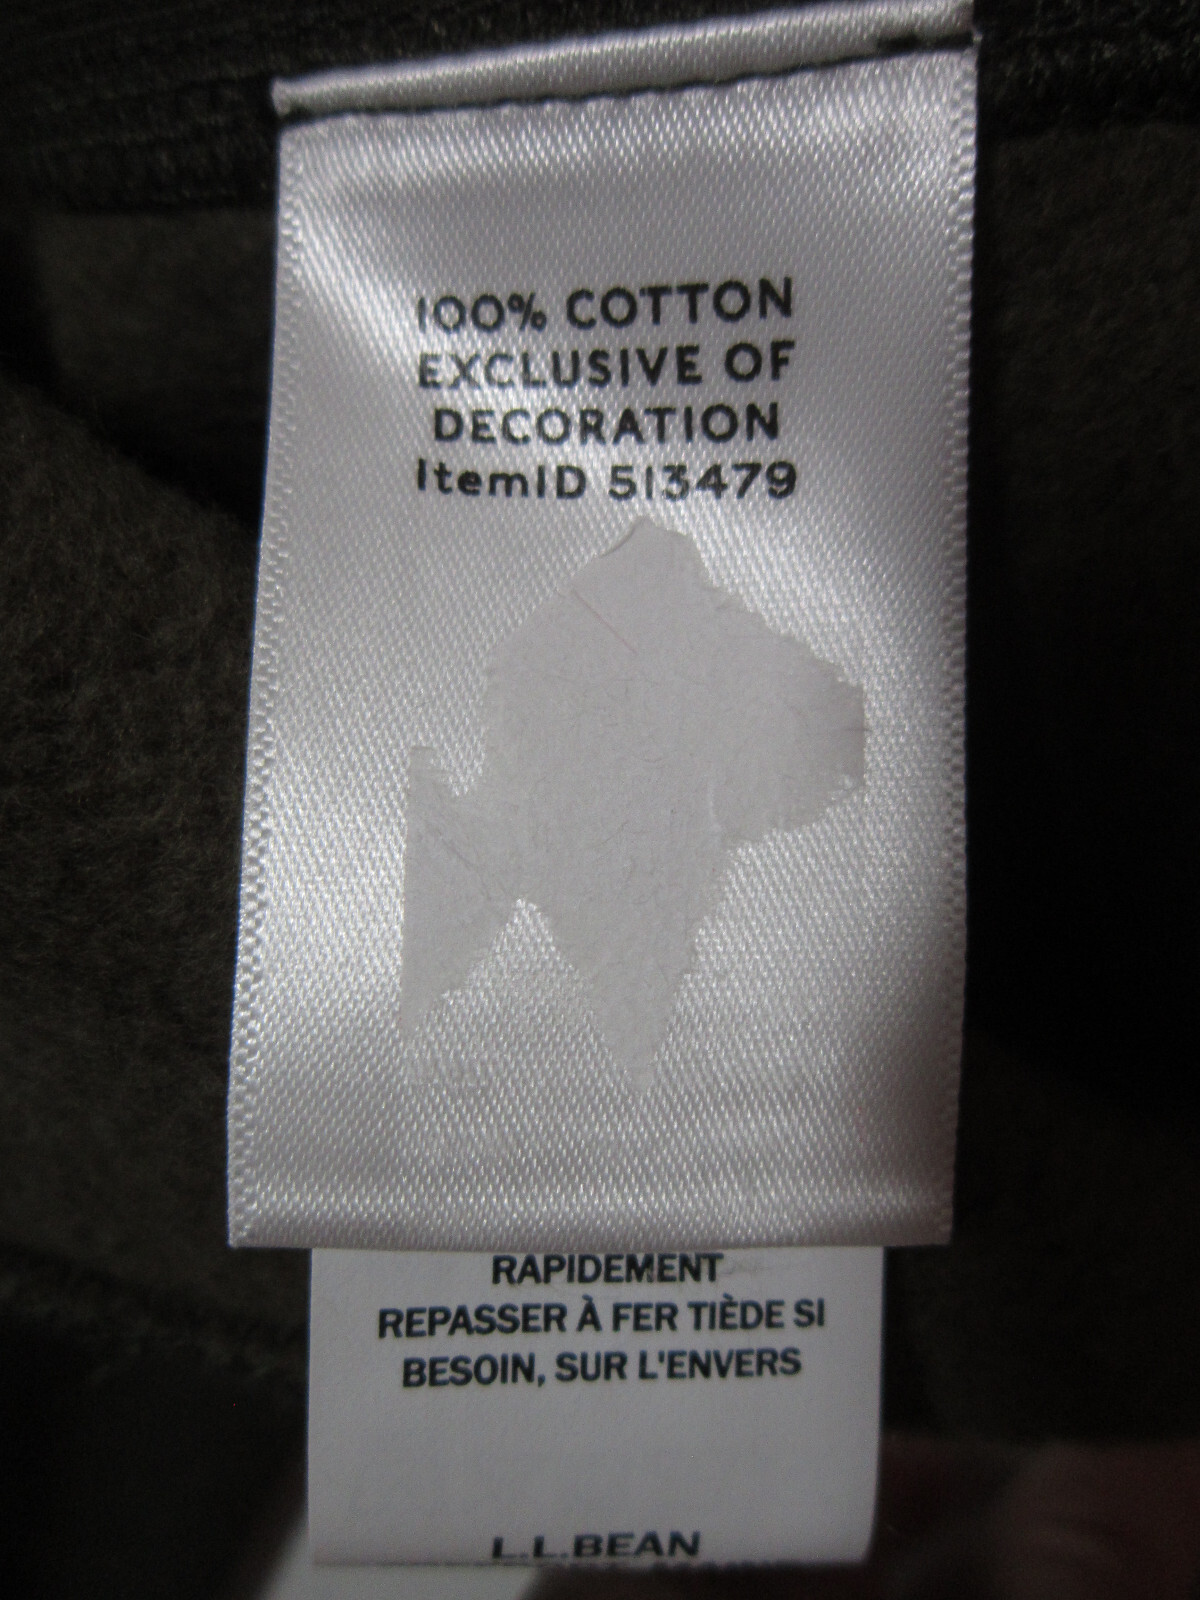 100% COTTON
EXCLUSIVE OF
DECORATION
ItemID 513479
RAPIDEMENT
REPASSER À FER TIÈDE SI
BESOIN, SUR L'ENVERS
L.L.BEAN